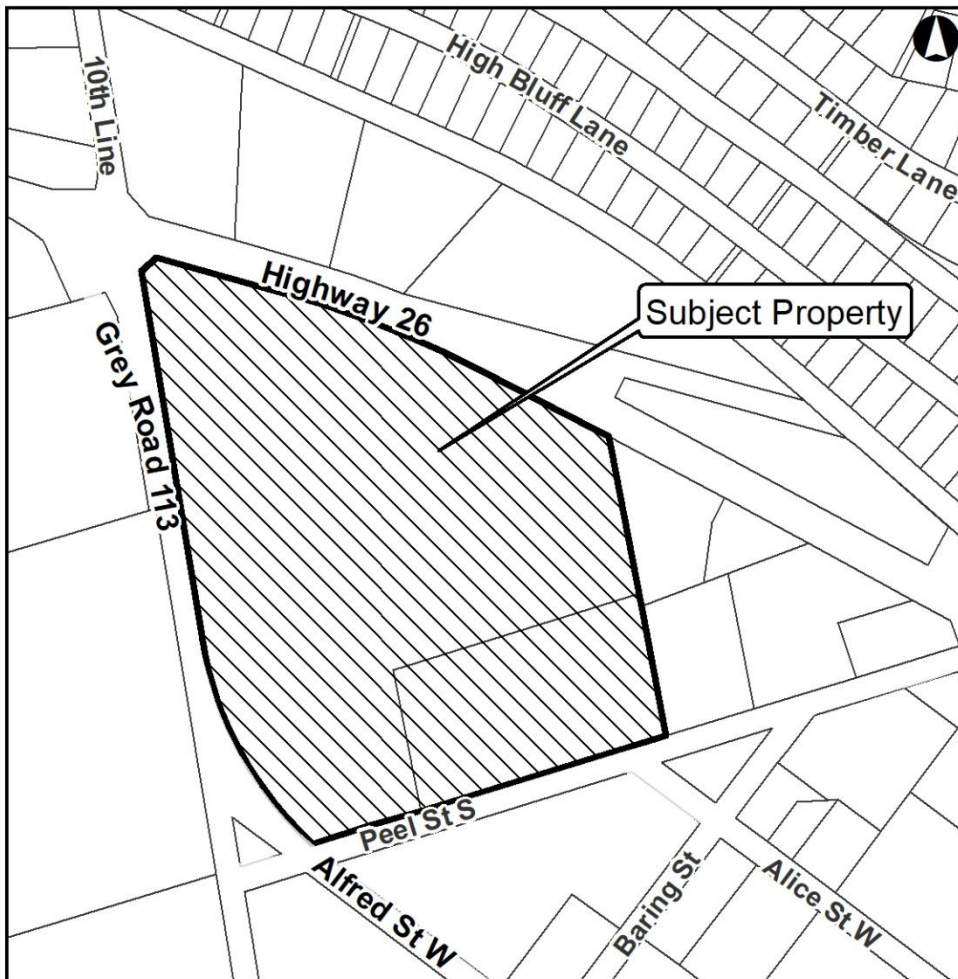 10th Line
High Bluff Lane
Timber Lane
Highway 26
Subject Property
Grey Road 113
Peel St S
Alfred St W
Baring St
Alice St W